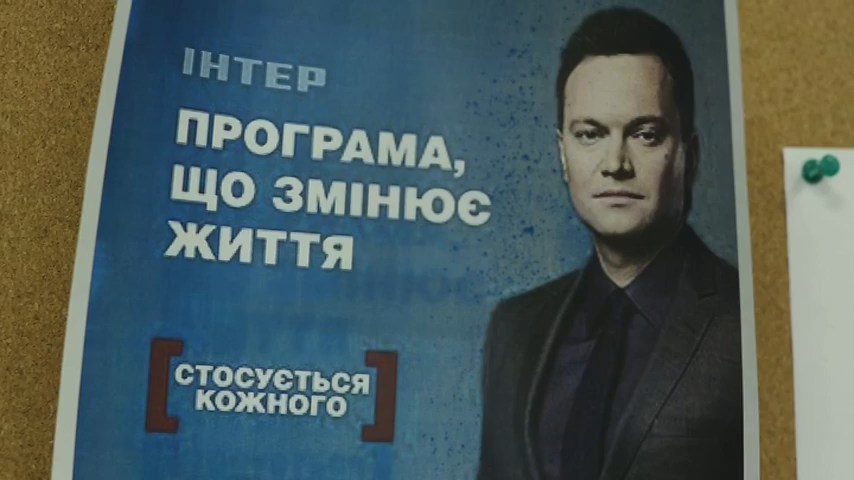 ІНТЕР
ПРОГРАМА,
ЩО ЗМІНЮЄ
ЖИТТЯ
[СТОСУЄТЬСЯ
КОЖНОГО]